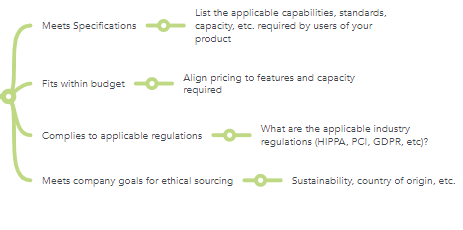 Meets Specifications
List the applicable capabilities, standards,
capacity, etc. required by users of your
product
Fits within budget
Align pricing to features and capacity
required
Complies to applicable regulations
What are the applicable industry
regulations (HIPPA, PCI, GDPR, etc)?
Meets company goals for ethical sourcing
Sustainability, country of origin, etc.